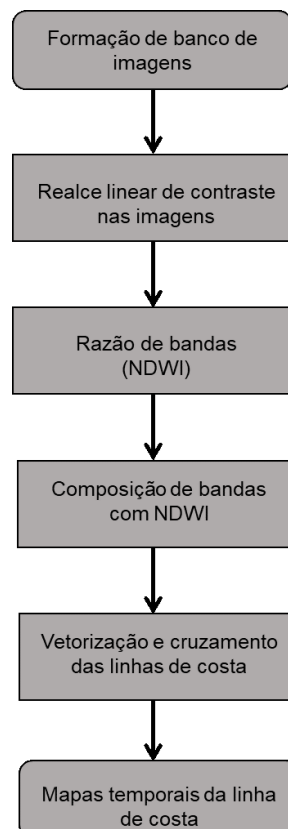 Formação de banco de
imagens
Realce linear de contraste
nas imagens
Razão de bandas
(NDWI)
Composição de bandas
com NDWI
Vetorização e cruzamento
das linhas de costa
Mapas temporais da linha
de costa